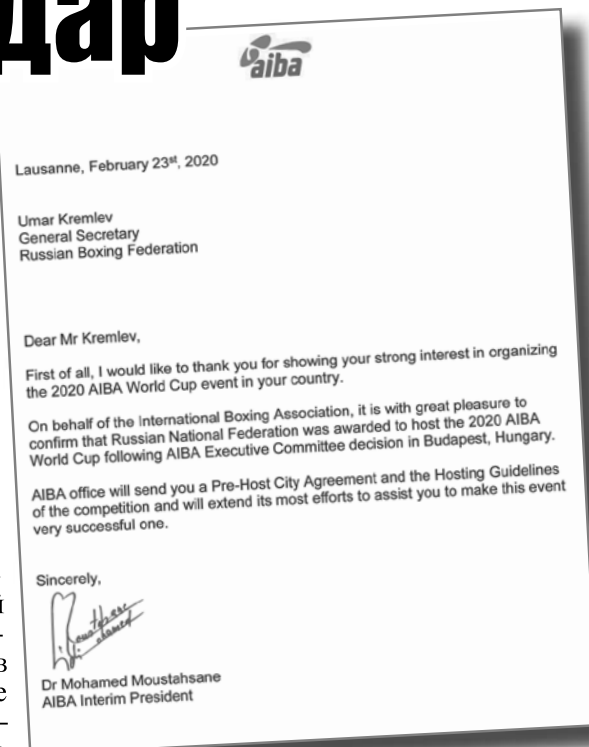 дар
aiba
Lausanne, February 23st, 2020
Umar Kremlev
General Secretary
Russian Boxing Federation
Dear Mr Kremlev,
First of all, I would like to thank you for showing your strong interest in organizing
the 2020 AIBA World Cup event in your country.
On behalf of the International Boxing Association, it is with great pleasure to
confirm that Russian National Federation was awarded to host the 2020 AIBA
World Cup following AIBA Executive Committee decision in Budapest, Hungary.
AIBA office will send you a Pre-Host City Agreement and the Hosting Guidelines
of the competition and will extend its most efforts to assist you to make this event
very successful one.
Sincerely,
Dr Mohamed Moustahsane
AIBA Interim President